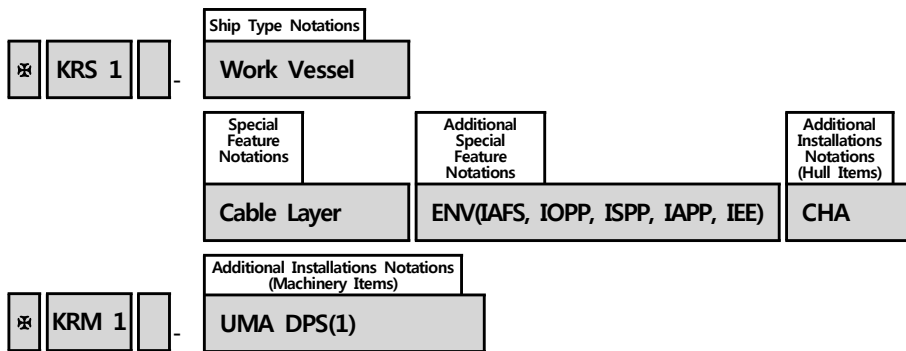 Ship Type Notations
✠ KRS 1 - Work Vessel
Special
Feature
Notations
Additional
Special
Feature
Notations
Additional
Installations
Notations
(Hull Items)
Cable Layer ENV(IAFS, IOPP, ISPP, IAPP, IEE) CHA
Additional Installations Notations
(Machinery Items)
✠ KRM 1 - UMA DPS(1)